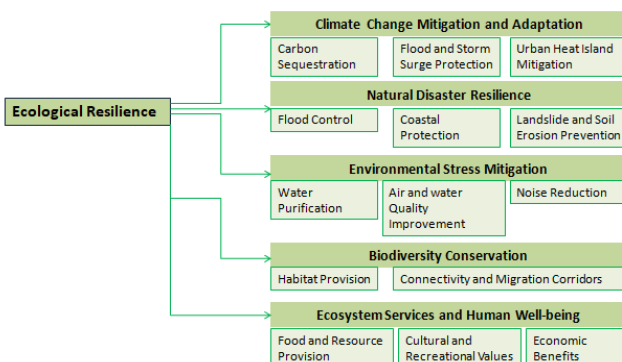 Climate Change Mitigation and Adaptation
Carbon
Sequestration
Flood and Storm
Surge Protection
Urban Heat Island
Mitigation
Natural Disaster Resilience
Ecological Resilience
Flood Control
Coastal
Protection
Landslide and Soil
Erosion Prevention
Environmental Stress Mitigation
Water
Purification
Air and water
Quality
Improvement
Noise Reduction
Biodiversity Conservation
Habitat Provision
Connectivity and Migration Corridors
Ecosystem Services and Human Well-being
Food and Resource
Provision
Cultural and
Recreational Values
Economic
Benefits